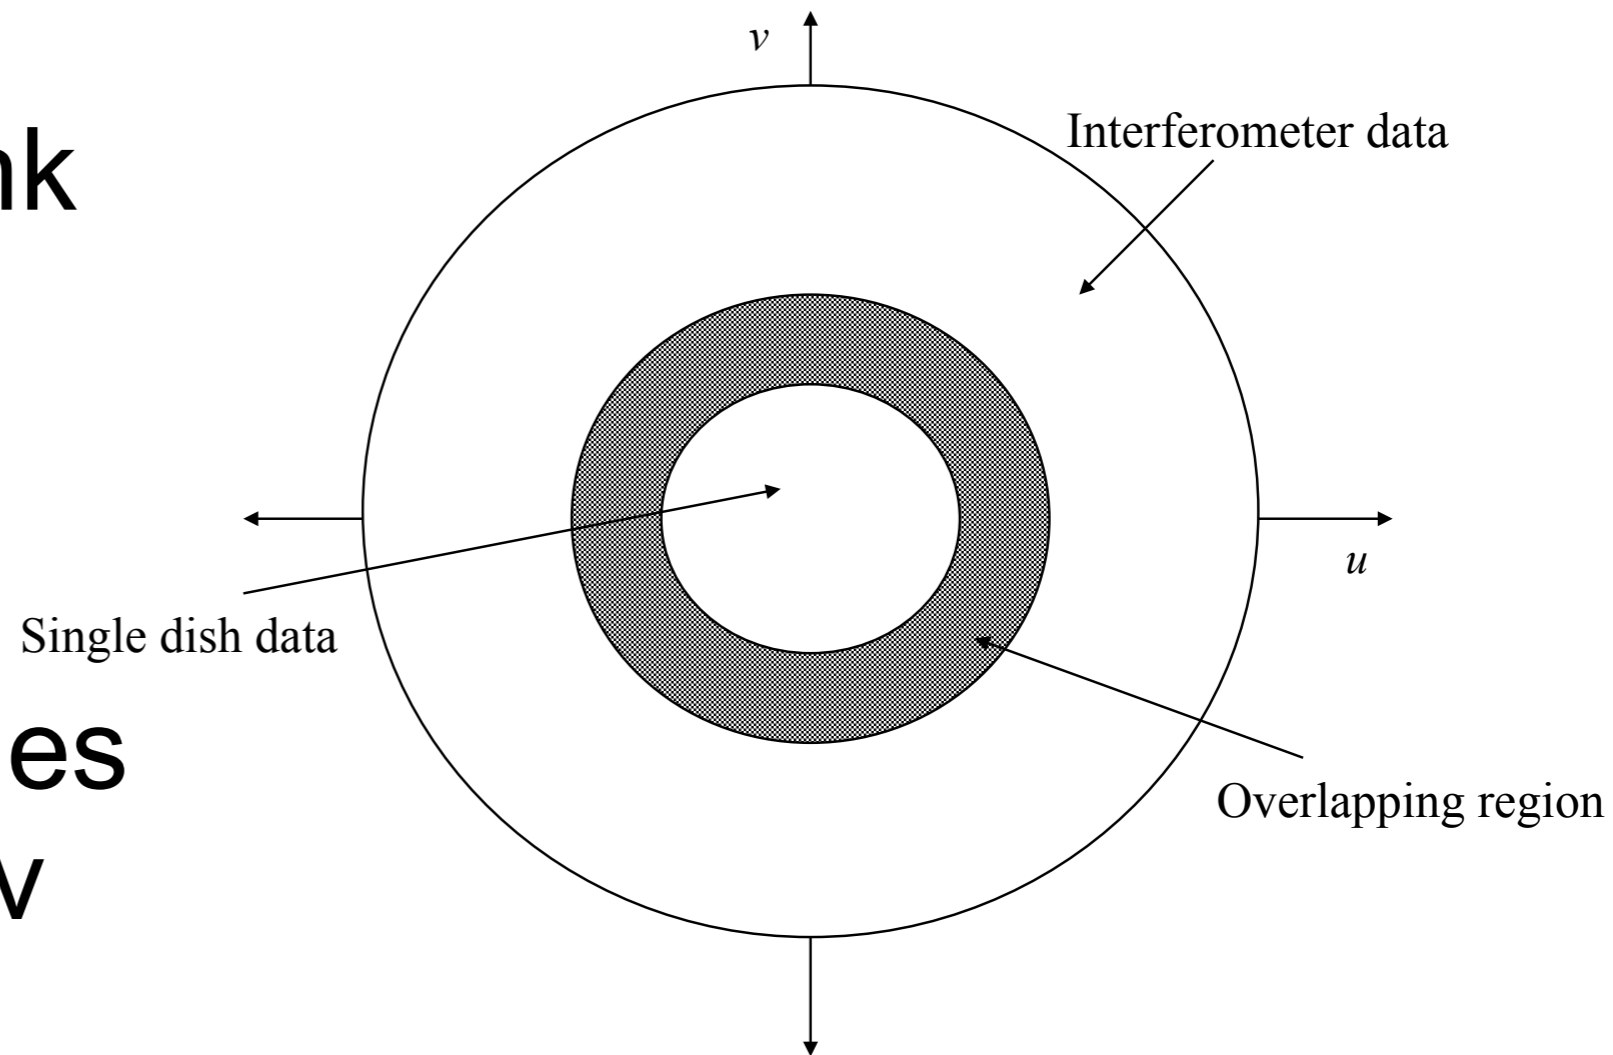 v
Interferometer data
nk
u
Single dish data
es
v
Overlapping region